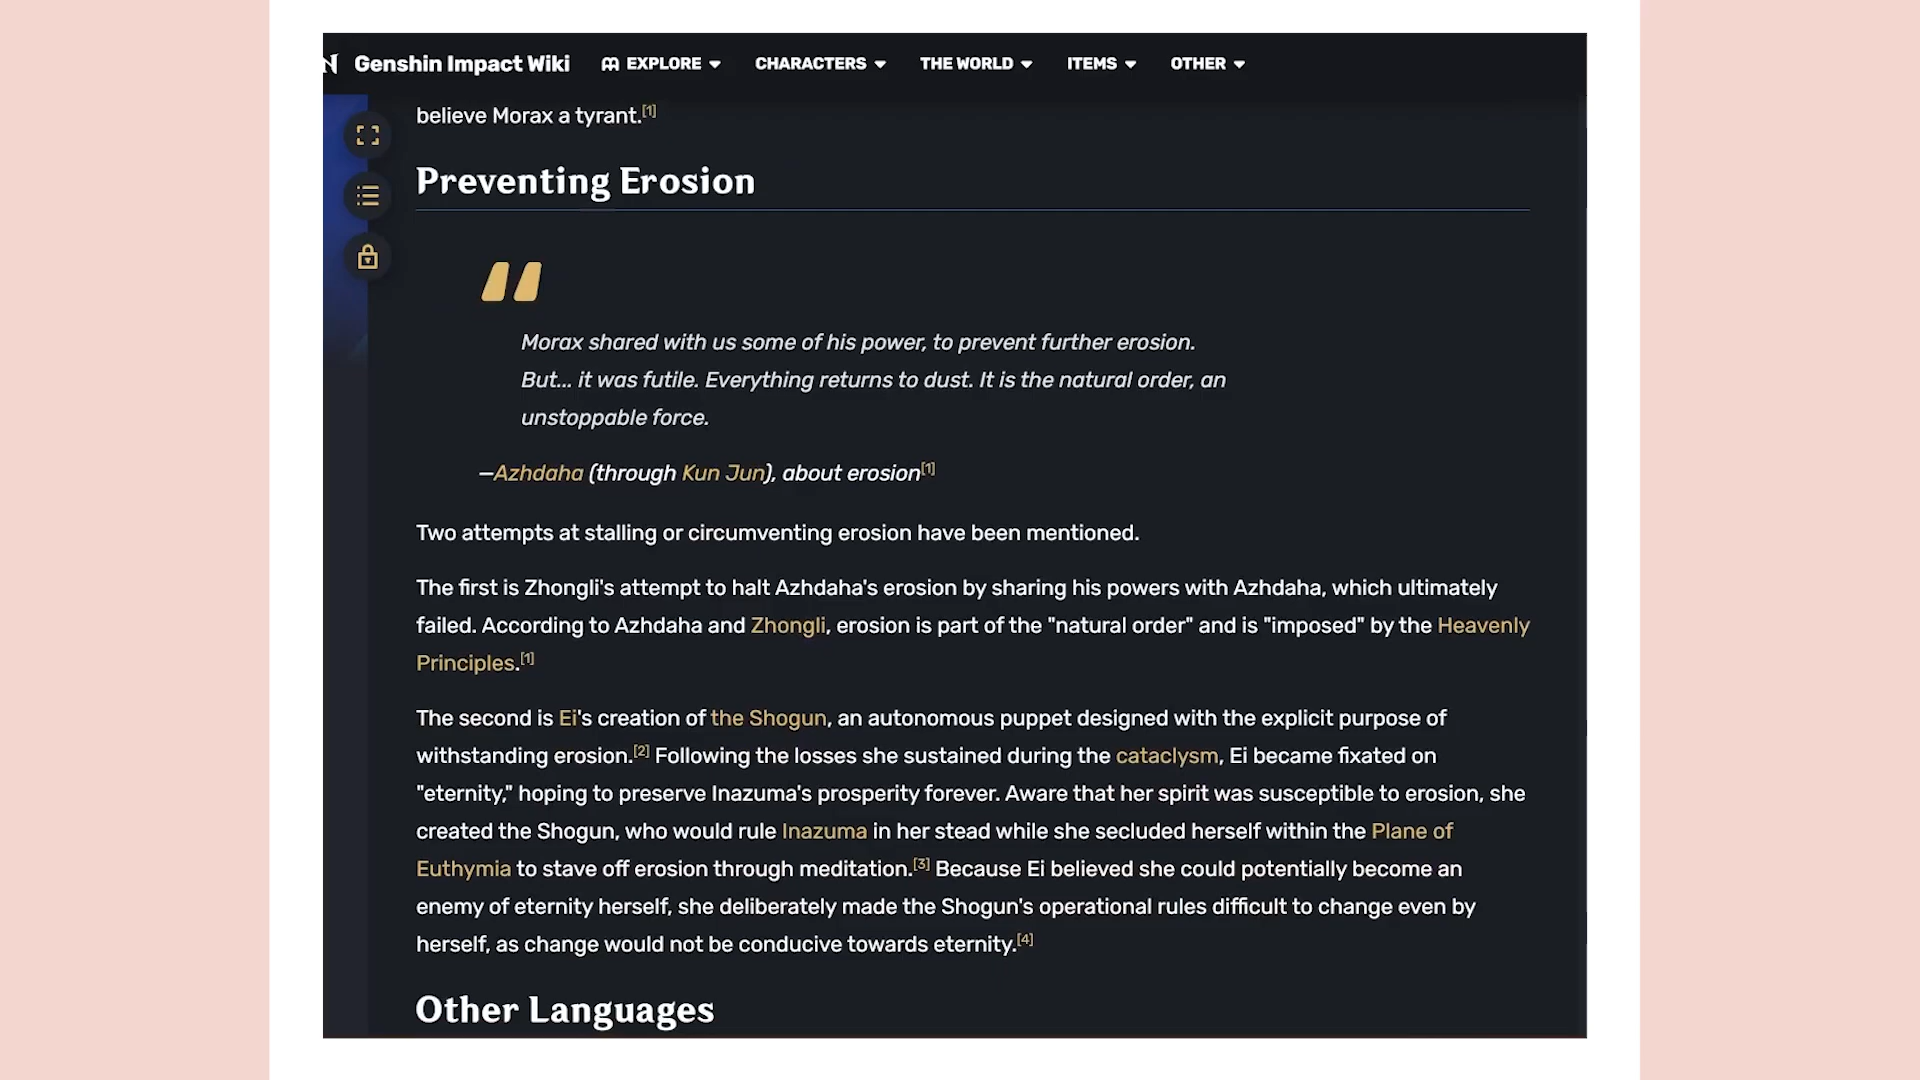 Genshin Impact Wiki EXPLORE CHARACTERS THE WORLD ITEMS OTHER
believe Morax a tyrant.[1]
Preventing Erosion
Morax shared with us some of his power, to prevent further erosion.
But... it was futile. Everything returns to dust. It is the natural order, an
unstoppable force.
—Azhdaha (through Kun Jun), about erosion[1]
Two attempts at stalling or circumventing erosion have been mentioned.
The first is Zhongli's attempt to halt Azhdaha's erosion by sharing his powers with Azhdaha, which ultimately
failed. According to Azhdaha and Zhongli, erosion is part of the "natural order" and is "imposed" by the Heavenly
Principles.[1]
The second is Ei's creation of the Shogun, an autonomous puppet designed with the explicit purpose of
withstanding erosion.[2] Following the losses she sustained during the cataclysm, Ei became fixated on
"eternity," hoping to preserve Inazuma's prosperity forever. Aware that her spirit was susceptible to erosion, she
created the Shogun, who would rule Inazuma in her stead while she secluded herself within the Plane of
Euthymia to stave off erosion through meditation.[3] Because Ei believed she could potentially become an
enemy of eternity herself, she deliberately made the Shogun's operational rules difficult to change even by
herself, as change would not be conducive towards eternity.[4]
Other Languages